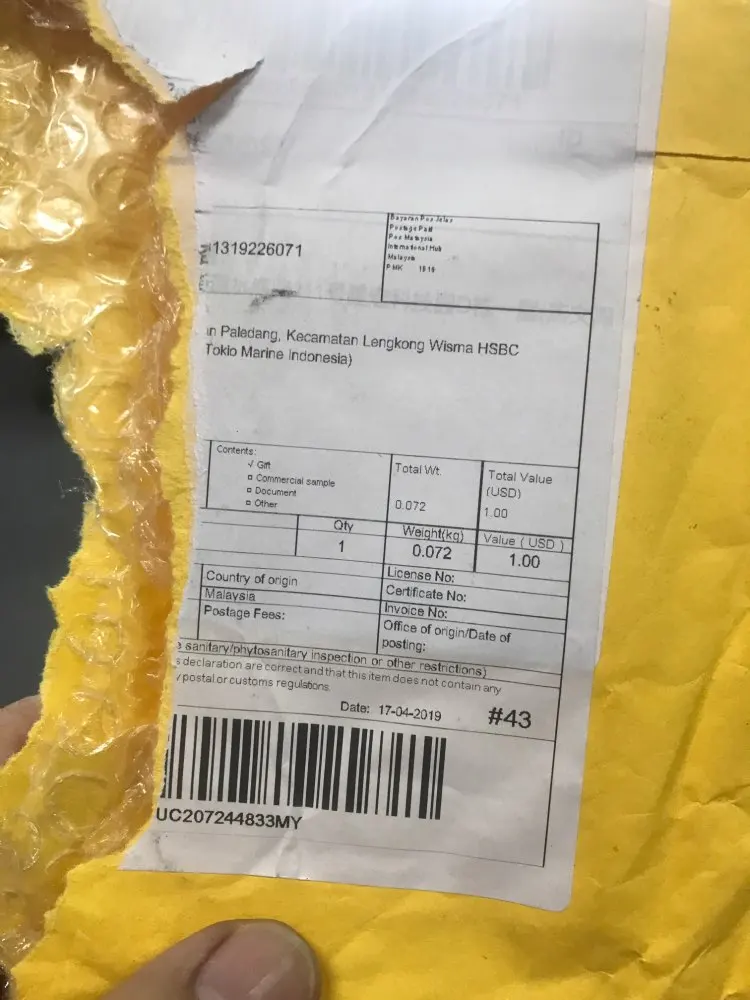 Bayaran Pos Jelas
Postage Paid
Pos Malaysia
International Hub
Malaysia
PMK 1519
1319226071
n Paledang, Kecamatan Lengkong Wisma HSBC
Tokio Marine Indonesia)
Contents:
√ Gift
Commercial sample
Document
Other
Total Wt.
0.072
Total Value
(USD)
1.00
Qty
Weight(kg)
Value ( USD )
1
0.072
1.00
Country of origin
Malaysia
Postage Fees:
License No:
Certificate No:
Invoice No:
Office of origin/Date of
posting:
sanitary/phytosanitary inspection or other restrictions)
s declaration are correct and that this item does not contain any
y postal or customs regulations.
Date: 17-04-2019
#43
UC207244833MY